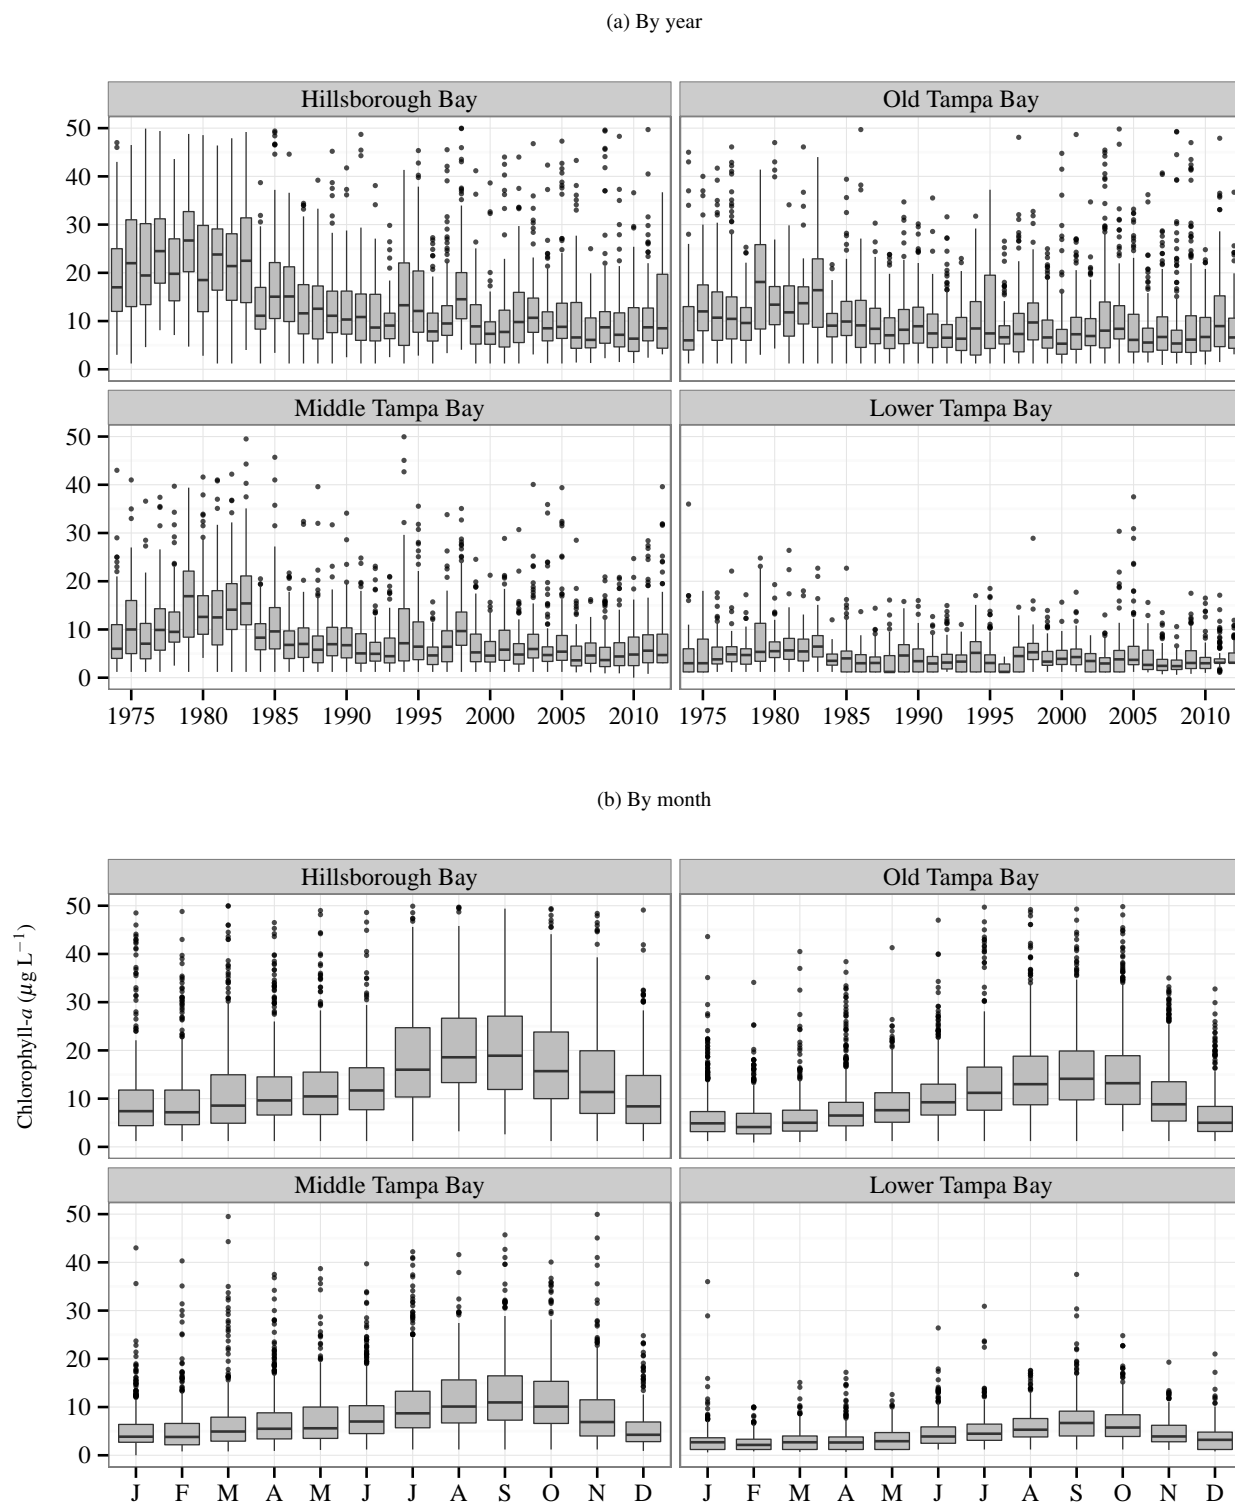 (a) By year
Hillsborough Bay
Old Tampa Bay
50
40
30
20
10
0
Middle Tampa Bay
Lower Tampa Bay
50
40
30
20
10
0
1975 1980 1985 1990 1995 2000 2005 2010
1975 1980 1985 1990 1995 2000 2005 2010
(b) By month
Chlorophyll-a (μg L⁻¹)
Hillsborough Bay
Old Tampa Bay
50
40
30
20
10
0
Middle Tampa Bay
Lower Tampa Bay
50
40
30
20
10
0
J F M A M J J A S O N D
J F M A M J J A S O N D